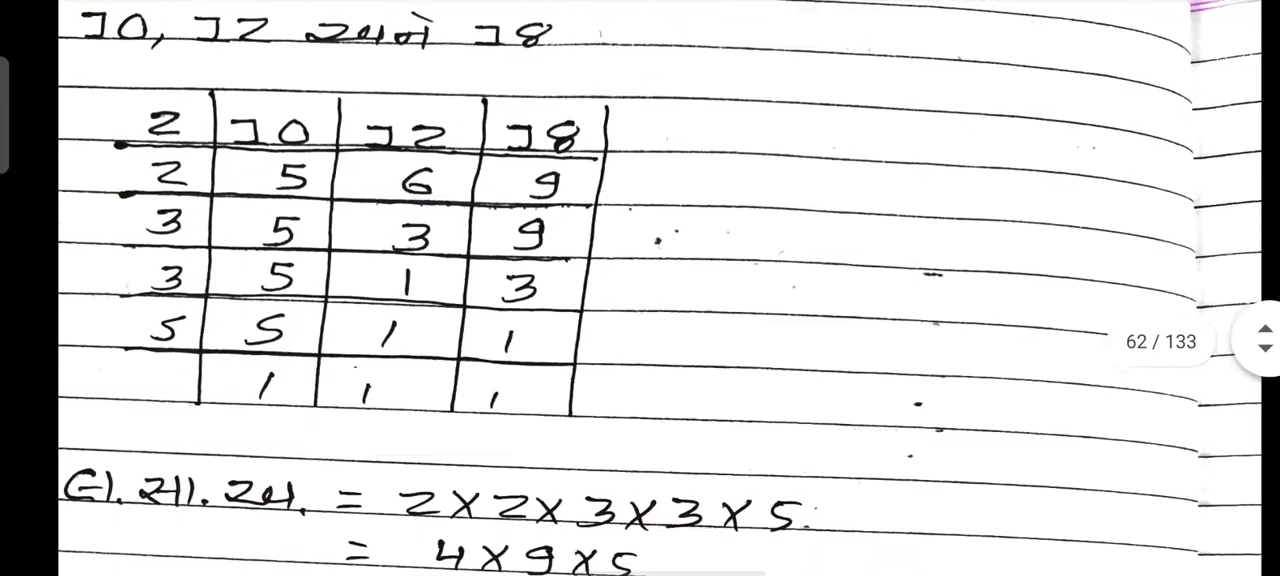 10, 12 અને 18
2 10 12 18
2 5 6 9
3 5 3 9
3 5 1 3
5 5 1 1
1 1 1
62 / 133
લ.સા.અ. = 2 × 2 × 3 × 3 × 5
= 4 × 9 × 5